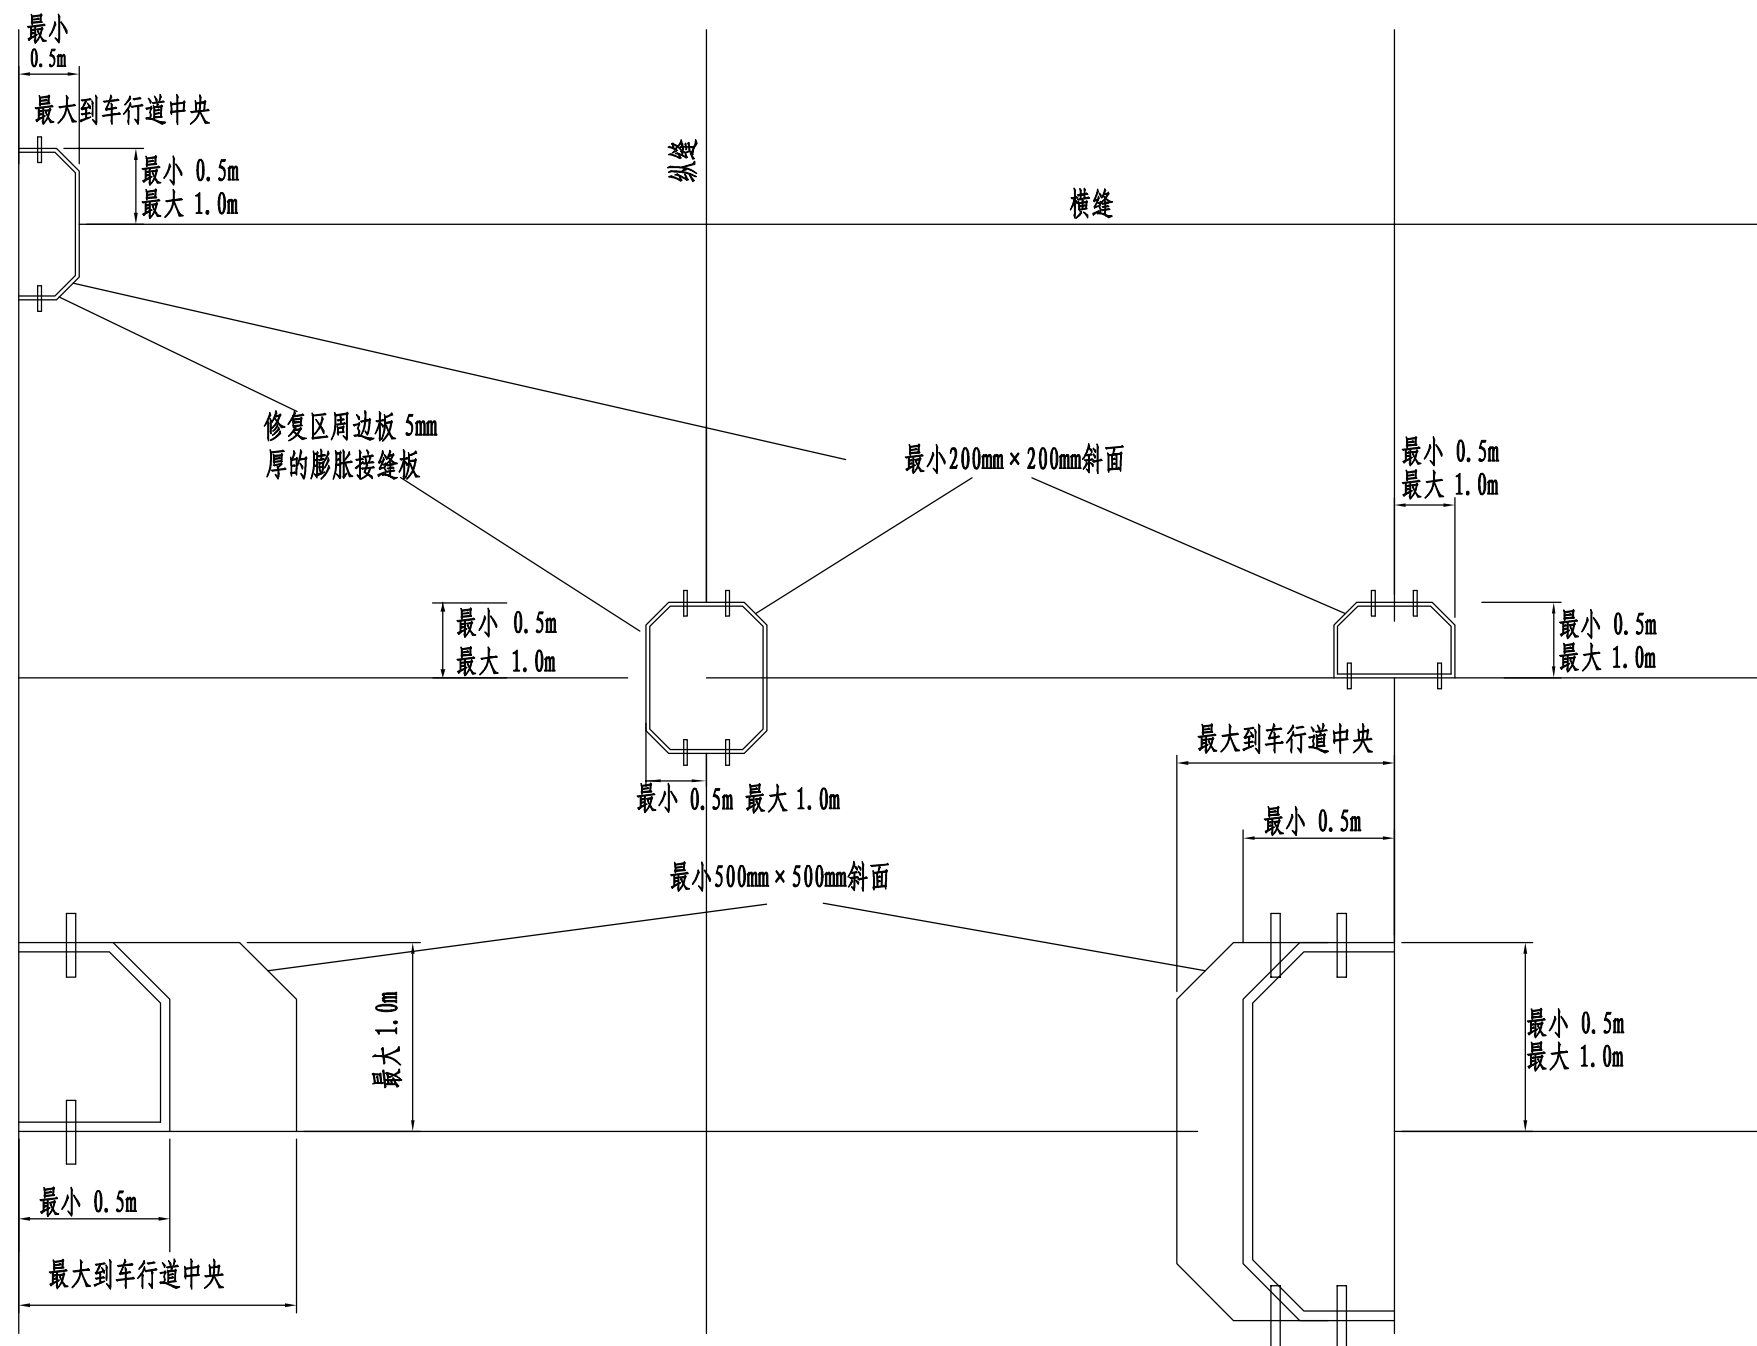 最小
0.5m
最大到车行道中央
最小 0.5m
最大 1.0m
纵缝
横缝
修复区周边板 5mm
厚的膨胀接缝板
最小200mm×200mm斜面
最小 0.5m
最大 1.0m
最小 0.5m
最大 1.0m
最小 0.5m
最大 1.0m
最小 0.5m 最大 1.0m
最大到车行道中央
最小 0.5m
最小500mm×500mm斜面
最大 1.0m
最小 0.5m
最大 1.0m
最小 0.5m
最大到车行道中央